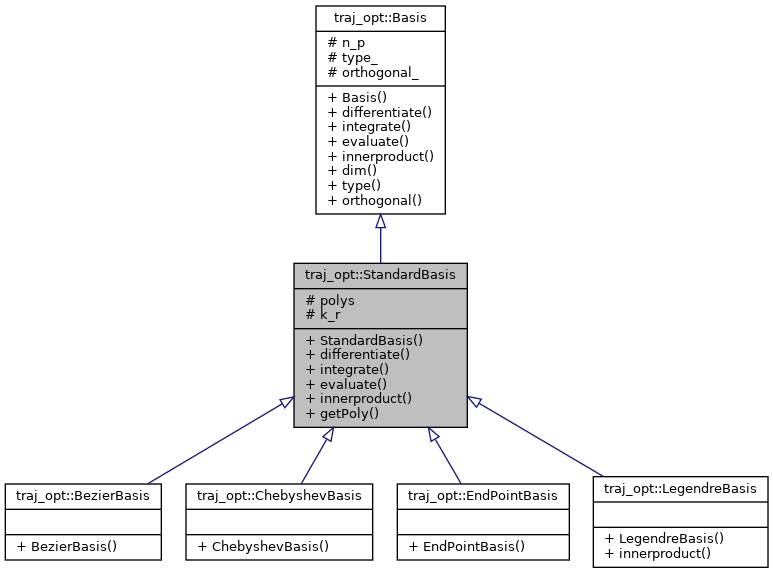 traj_opt::Basis
# n_p
# type_
# orthogonal_
+ Basis()
+ differentiate()
+ integrate()
+ evaluate()
+ innerproduct()
+ dim()
+ type()
+ orthogonal()
traj_opt::StandardBasis
# polys
# k_r
+ StandardBasis()
+ differentiate()
+ integrate()
+ evaluate()
+ innerproduct()
+ getPoly()
traj_opt::BezierBasis
+ BezierBasis()
traj_opt::ChebyshevBasis
+ ChebyshevBasis()
traj_opt::EndPointBasis
+ EndPointBasis()
traj_opt::LegendreBasis
+ LegendreBasis()
+ innerproduct()